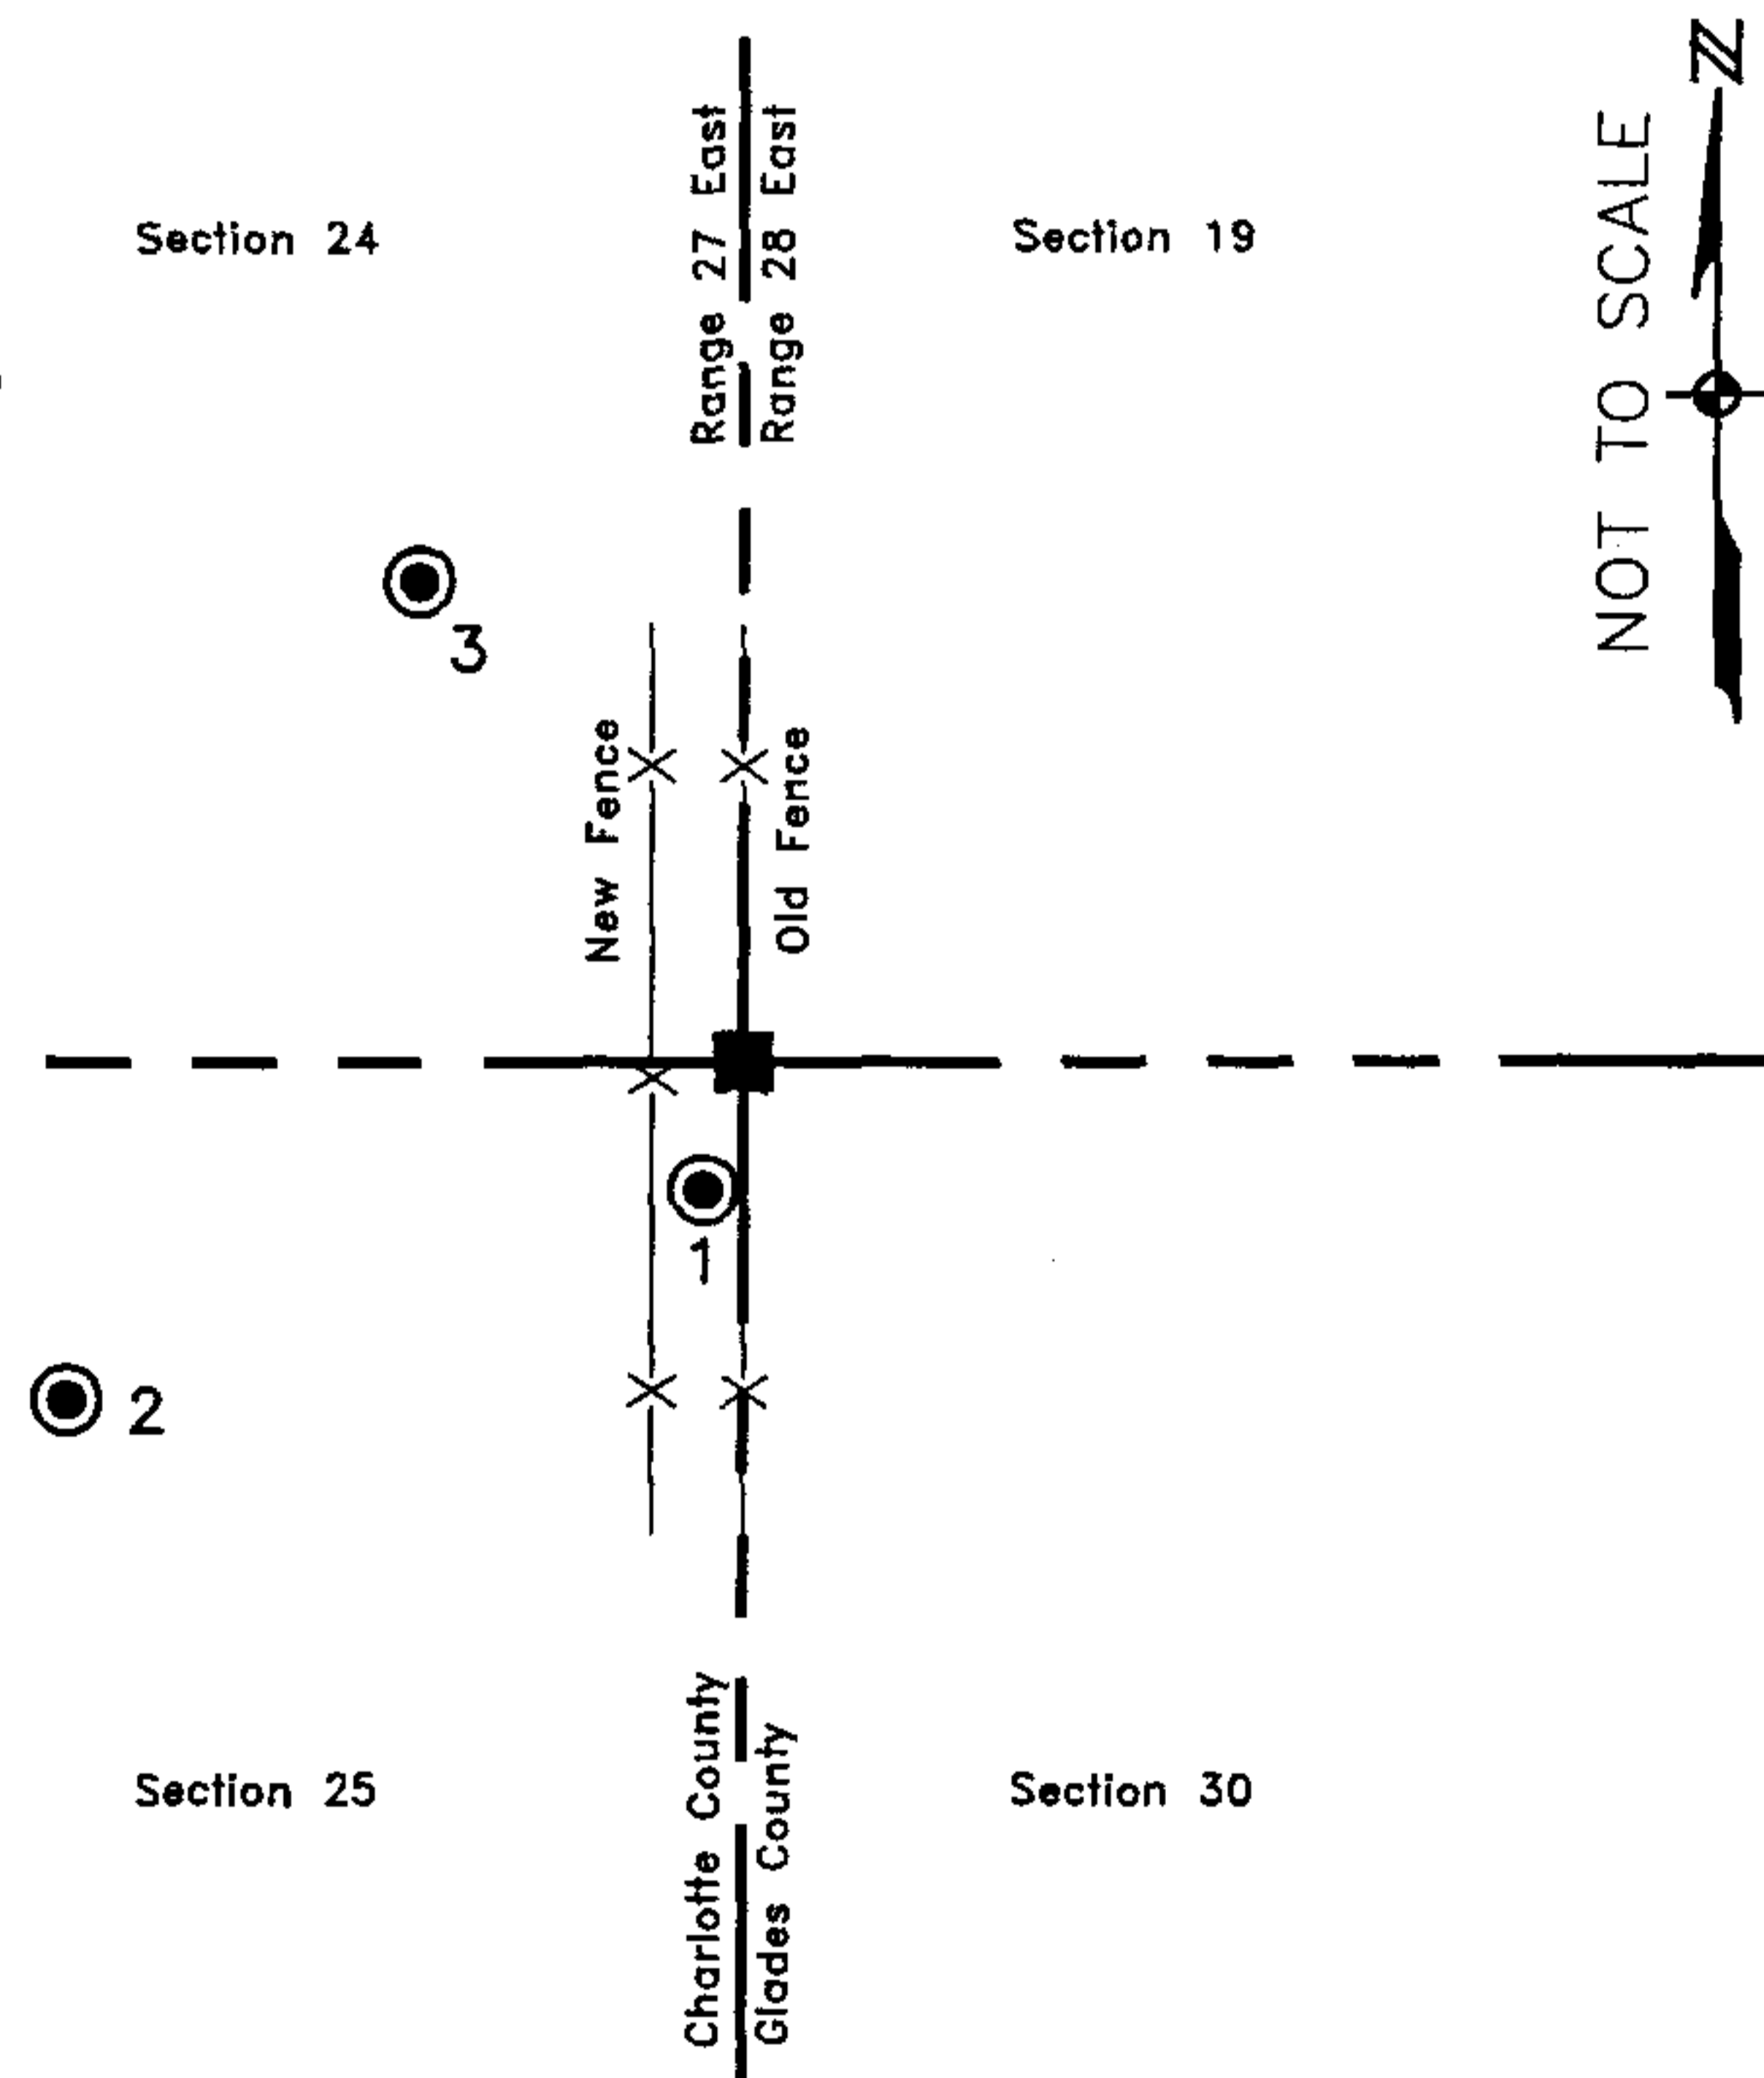 N
NOT TO SCALE
Range 27 East
Range 28 East
Section 24
Section 19
3
New Fence
Old Fence
1
2
Section 25
Section 30
Charlotte County
Glades County